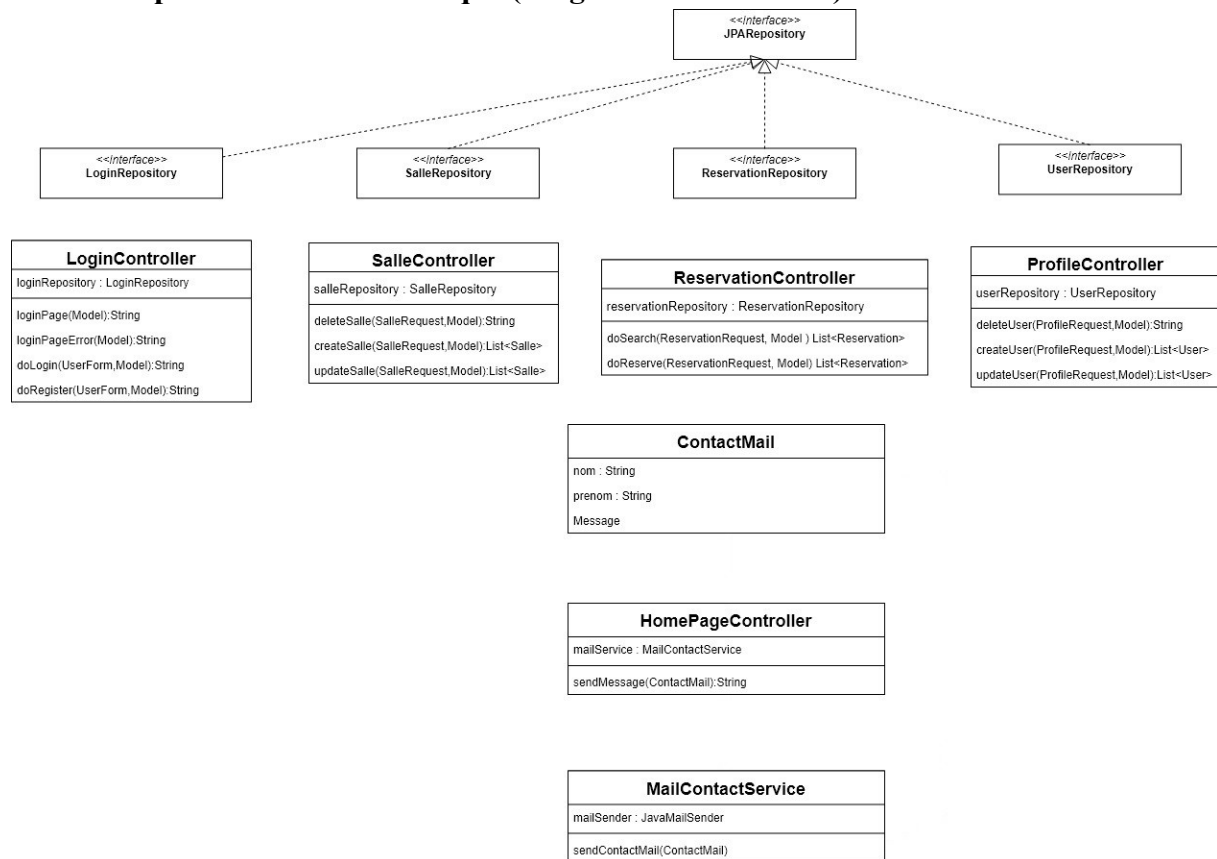 <<interface>>
JPARepository
<<interface>>
LoginRepository
<<interface>>
SalleRepository
<<interface>>
ReservationRepository
<<interface>>
UserRepository
LoginController
loginRepository : LoginRepository
loginPage(Model):String
loginPageError(Model):String
doLogin(UserForm,Model):String
doRegister(UserForm,Model):String
SalleController
salleRepository : SalleRepository
deleteSalle(SalleRequest,Model):String
createSalle(SalleRequest,Model):List<Salle>
updateSalle(SalleRequest,Model):List<Salle>
ReservationController
reservationRepository : ReservationRepository
doSearch(ReservationRequest, Model ) List<Reservation>
doReserve(ReservationRequest, Model) List<Reservation>
ProfileController
userRepository : UserRepository
deleteUser(ProfileRequest,Model):String
createUser(ProfileRequest,Model):List<User>
updateUser(ProfileRequest,Model):List<User>
ContactMail
nom : String
prenom : String
Message
HomePageController
mailService : MailContactService
sendMessage(ContactMail):String
MailContactService
mailSender : JavaMailSender
sendContactMail(ContactMail)